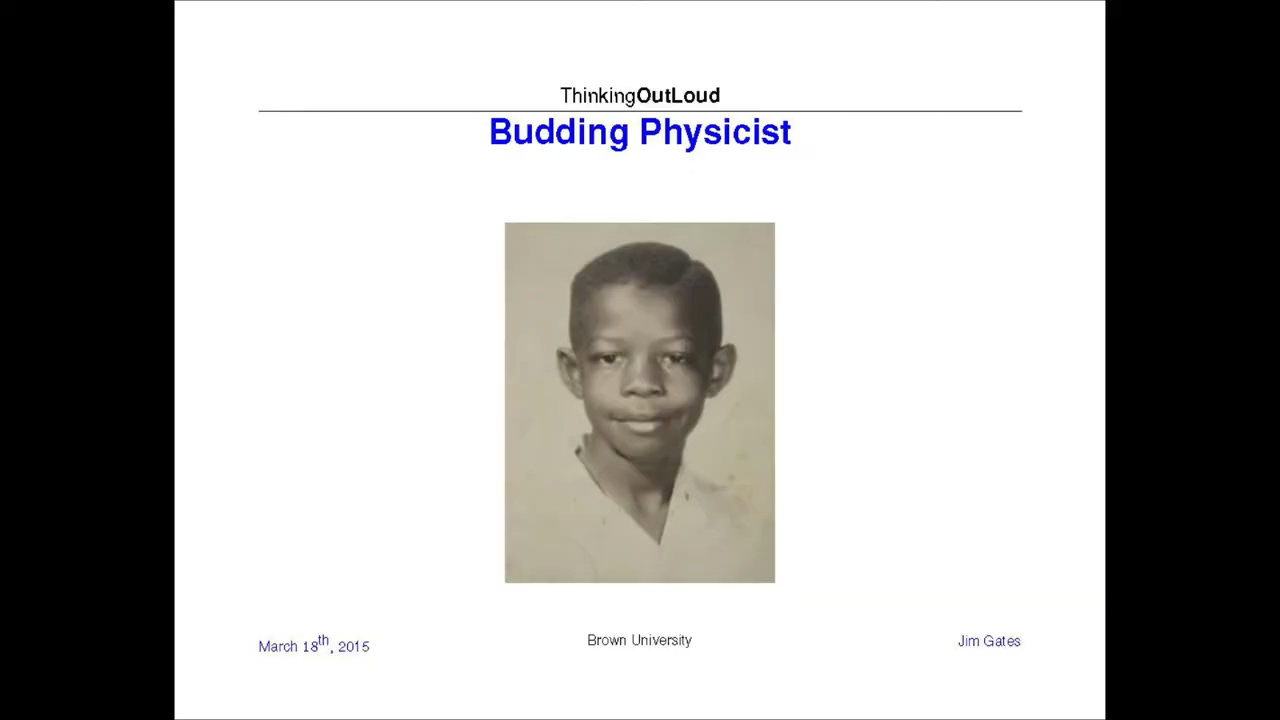 ThinkingOutLoud
Budding Physicist
March 18th, 2015
Brown University
Jim Gates